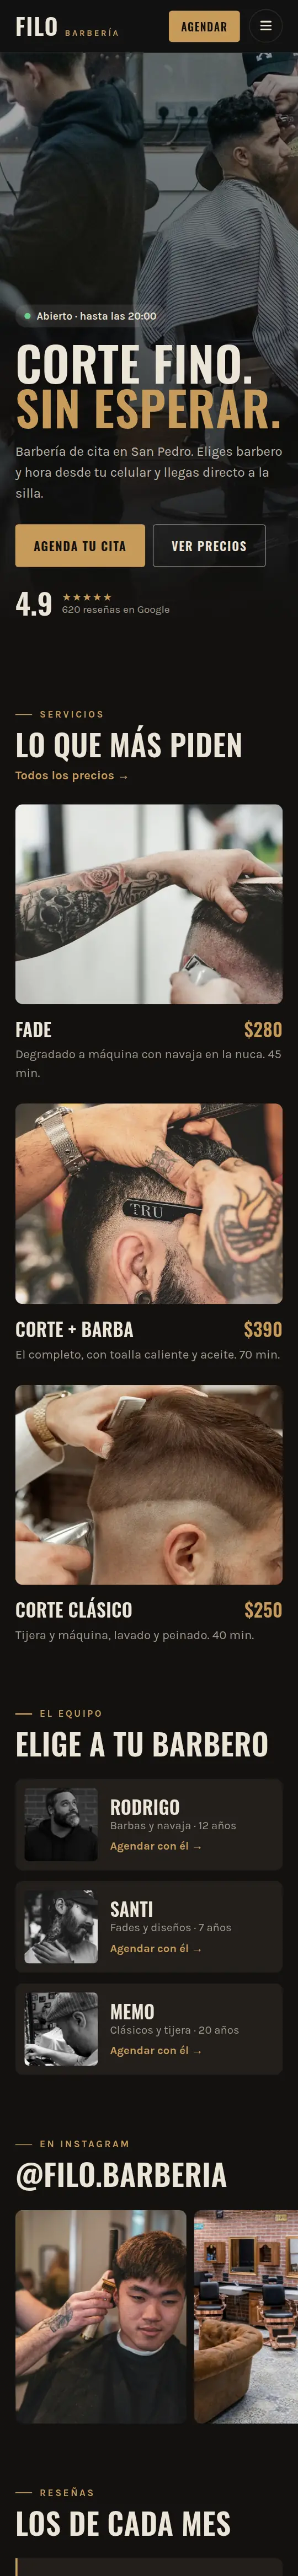 FILO BARBERÍA
AGENDAR
Abierto · hasta las 20:00
CORTE FINO.
SIN ESPERAR.
Barbería de cita en San Pedro. Eliges barbero
y hora desde tu celular y llegas directo a la
silla.
AGENDA TU CITA
VER PRECIOS
4.9
★★★★★
620 reseñas en Google
SERVICIOS
LO QUE MÁS PIDEN
Todos los precios →
FADE
$280
Degradado a máquina con navaja en la nuca. 45
min.
TRU
CORTE + BARBA
$390
El completo, con toalla caliente y aceite. 70 min.
CORTE CLÁSICO
$250
Tijera y máquina, lavado y peinado. 40 min.
EL EQUIPO
ELIGE A TU BARBERO
RODRIGO
Barbas y navaja · 12 años
Agendar con él →
SANTI
Fades y diseños · 7 años
Agendar con él →
MEMO
Clásicos y tijera · 20 años
Agendar con él →
EN INSTAGRAM
@FILO.BARBERIA
RESEÑAS
LOS DE CADA MES